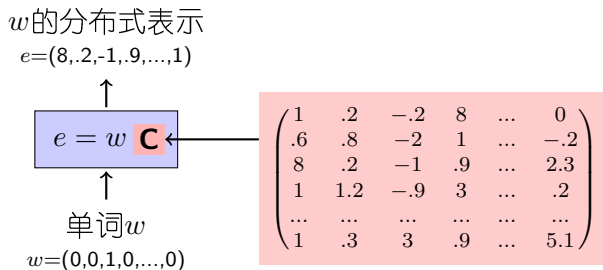 w的分布式表示
e=(8,.2,-1,.9,...,1)
e = w C
单词w
w=(0,0,1,0,...,0)
1 .2 −.2 8 ... 0
.6 .8 −2 1 ... −.2
8 .2 −1 .9 ... 2.3
1 1.2 −.9 3 ... .2
... ... ... ... ... ...
1 .3 3 .9 ... 5.1